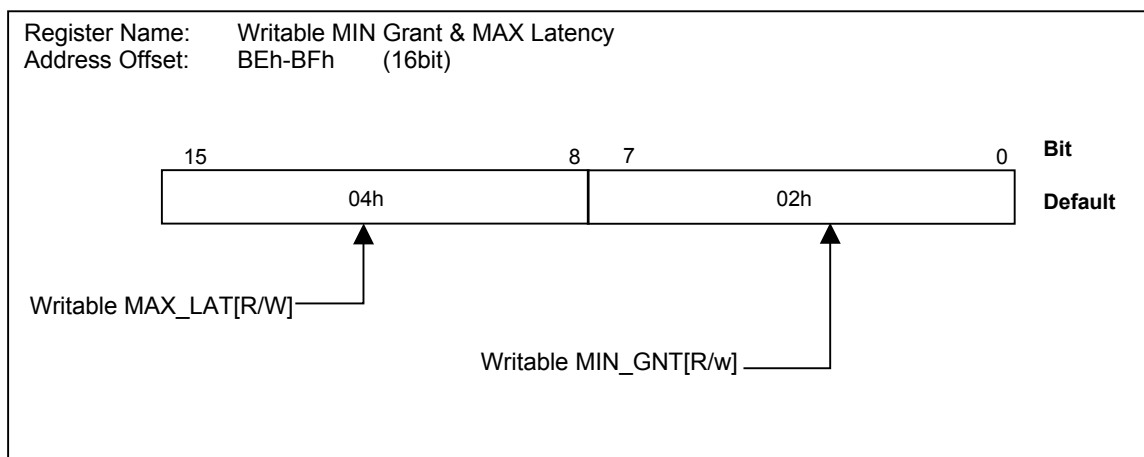 Register Name: Writable MIN Grant & MAX Latency
Address Offset: BEh-BFh (16bit)
15 8 7 0 Bit
04h 02h Default
Writable MAX_LAT[R/W]
Writable MIN_GNT[R/w]